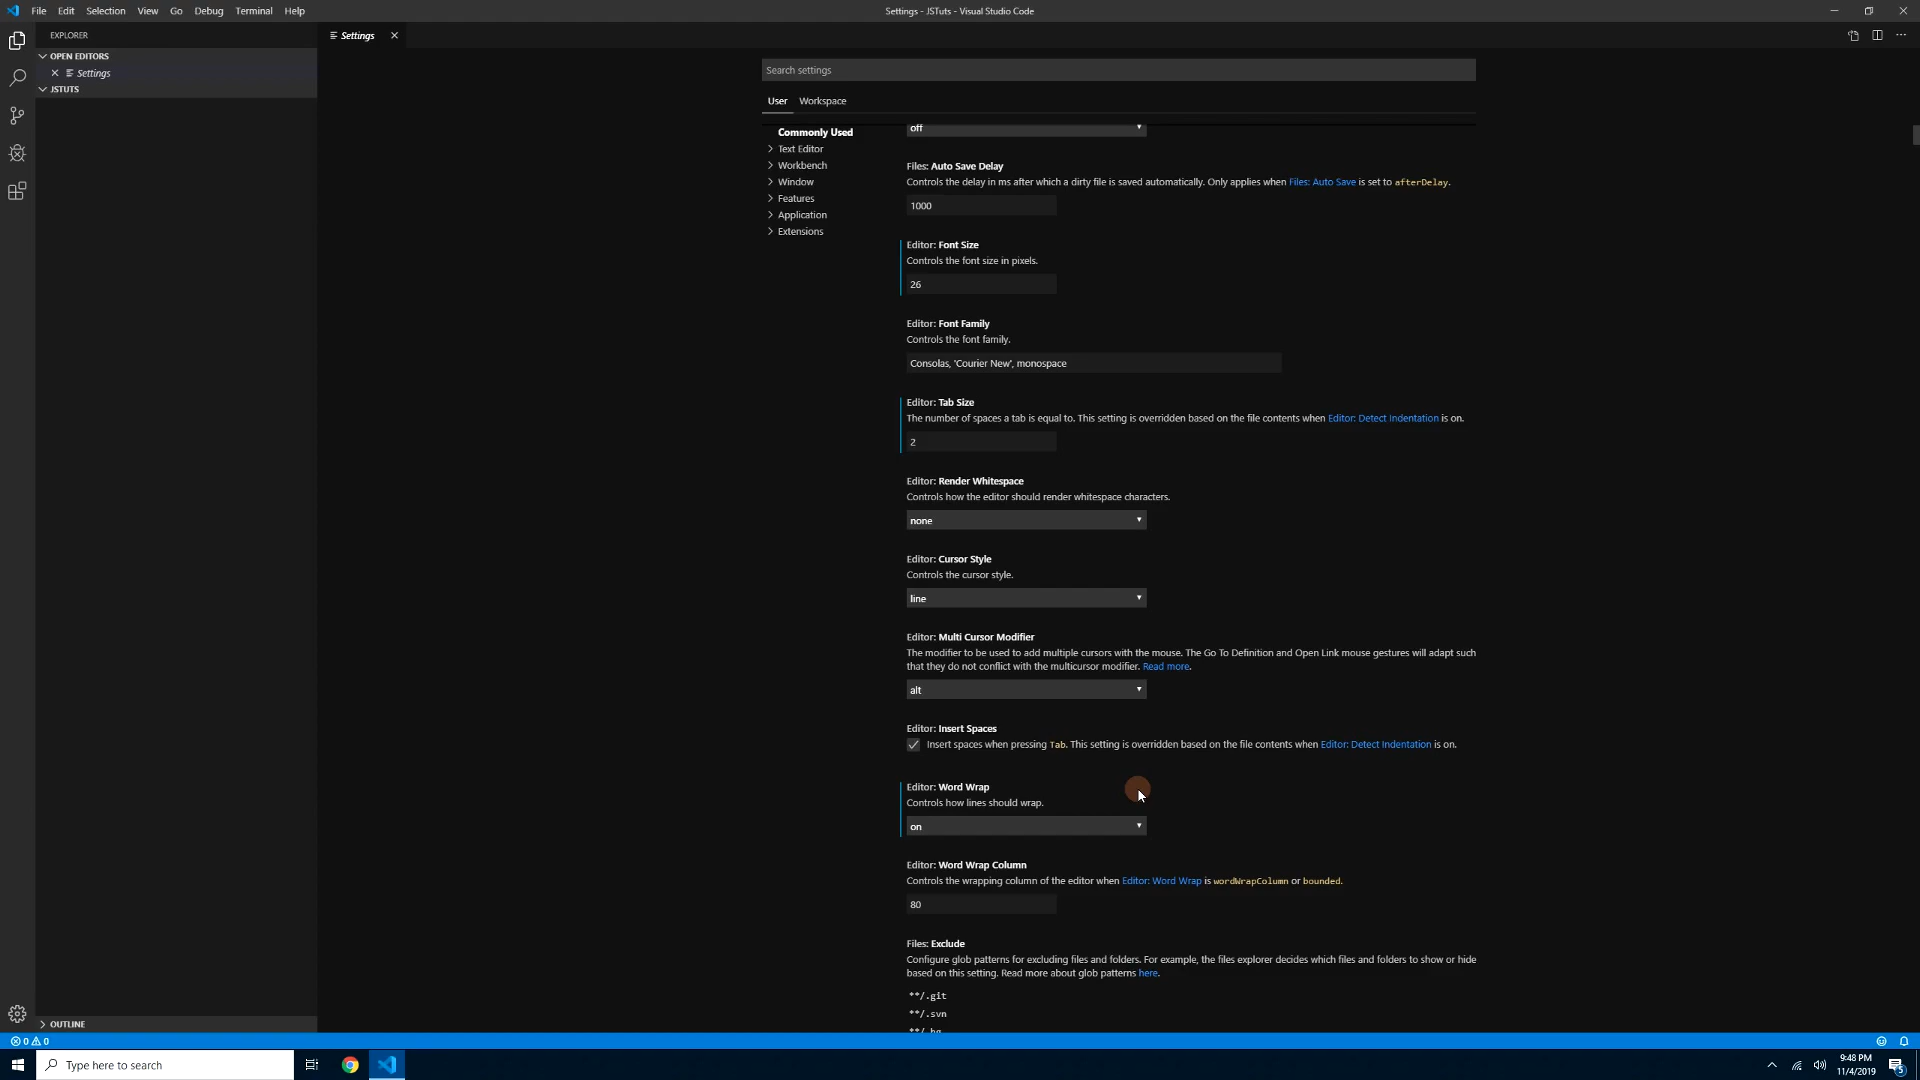 File Edit Selection View Go Debug Terminal Help
Settings - JSTuts - Visual Studio Code
EXPLORER
OPEN EDITORS
Settings
JSTUTS
OUTLINE
Settings
Search settings
User Workspace
Commonly Used
Text Editor
Workbench
Window
Features
Application
Extensions
off
Files: Auto Save Delay
Controls the delay in ms after which a dirty file is saved automatically. Only applies when Files: Auto Save is set to afterDelay.
1000
Editor: Font Size
Controls the font size in pixels.
26
Editor: Font Family
Controls the font family.
Consolas, 'Courier New', monospace
Editor: Tab Size
The number of spaces a tab is equal to. This setting is overridden based on the file contents when Editor: Detect Indentation is on.
2
Editor: Render Whitespace
Controls how the editor should render whitespace characters.
none
Editor: Cursor Style
Controls the cursor style.
line
Editor: Multi Cursor Modifier
The modifier to be used to add multiple cursors with the mouse. The Go To Definition and Open Link mouse gestures will adapt such
that they do not conflict with the multicursor modifier. Read more.
alt
Editor: Insert Spaces
Insert spaces when pressing Tab. This setting is overridden based on the file contents when Editor: Detect Indentation is on.
Editor: Word Wrap
Controls how lines should wrap.
on
Editor: Word Wrap Column
Controls the wrapping column of the editor when Editor: Word Wrap is wordWrapColumn or bounded.
80
Files: Exclude
Configure glob patterns for excluding files and folders. For example, the files explorer decides which files and folders to show or hide
based on this setting. Read more about glob patterns here.
**/.git
**/.svn
**/.hg
0 0
Type here to search
9:48 PM
11/4/2019
5